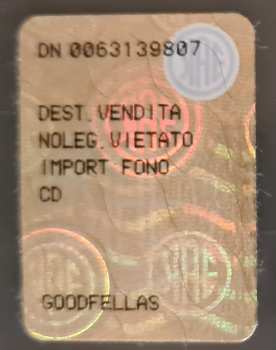 DN 0063139807
DEST.VENDITA
NOLEG.VIETATO
IMPORT FONO
CD
GOODFELLAS